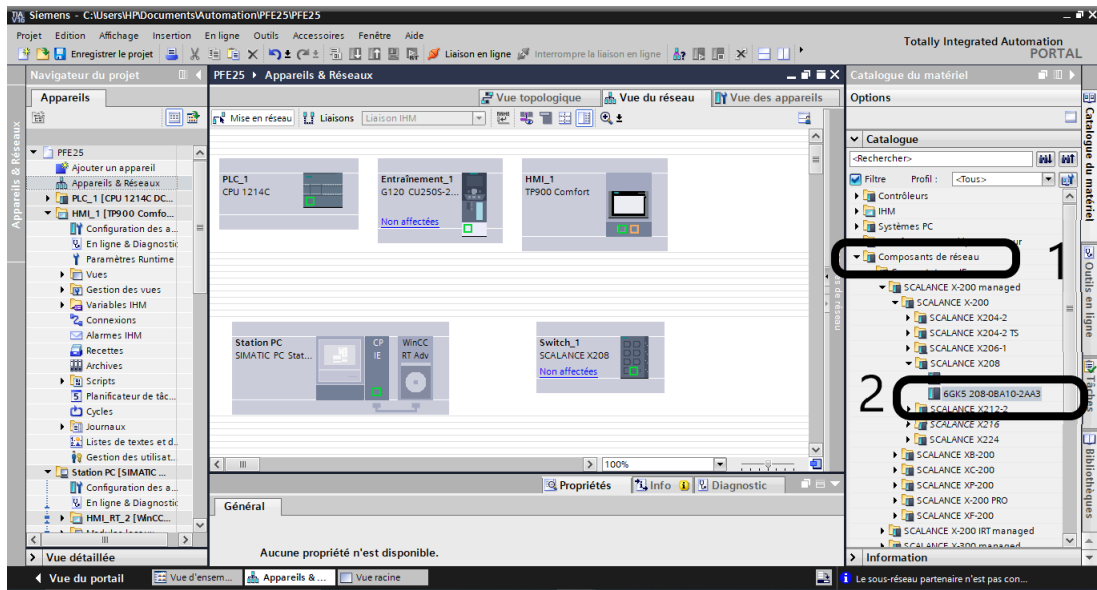 Siemens - C:\Users\HP\Documents\Automation\PFE25\PFE25
Projet Edition Affichage Insertion En ligne Outils Accessoires Fenêtre Aide
Enregistrer le projet
Liaison en ligne
Interrompre la liaison en ligne
Totally Integrated Automation
PORTAL
Navigateur du projet
Appareils
Appareils & Réseaux
PFE25
Ajouter un appareil
Appareils & Réseaux
PLC_1 [CPU 1214C DC...
HMI_1 [TP900 Comfo...
Configuration des a...
En ligne & Diagnostic
Paramètres Runtime
Vues
Gestion des vues
Variables IHM
Connexions
Alarmes IHM
Recettes
Archives
Scripts
Planificateur de tâc...
Cycles
Journaux
Listes de textes et d...
Gestion des utilisat...
Station PC [SIMATIC ...
Configuration des a...
En ligne & Diagnostic
HMI_RT_2 [WinCC...
Vue détaillée
PFE25 Appareils & Réseaux
Vue topologique
Vue du réseau
Vue des appareils
Mise en réseau
Liaisons
Liaison IHM
PLC_1
CPU 1214C
Entraînement_1
G120 CU250S-2...
Non affectées
HMI_1
TP900 Comfort
Station PC
SIMATIC PC Stat...
CP
IE
WinCC
RT Adv
Switch_1
SCALANCE X208
Non affectées
100%
Propriétés
Info
Diagnostic
Général
Aucune propriété n'est disponible.
Catalogue du matériel
Options
Catalogue
<Rechercher>
Filtre
Profil :
<Tous>
Contrôleurs
IHM
Systèmes PC
Composants de réseau
1
SCALANCE X-200 managed
SCALANCE X-200
SCALANCE X204-2
SCALANCE X204-2 TS
SCALANCE X206-1
SCALANCE X208
6GK5 208-0BA10-2AA3
2
SCALANCE X212-2
SCALANCE X216
SCALANCE X224
SCALANCE XB-200
SCALANCE XC-200
SCALANCE XP-200
SCALANCE X-200 PRO
SCALANCE XF-200
SCALANCE X-200 IRT managed
SCALANCE X-300 managed
Information
Catalogue du matériel
Outils en ligne
Tâches
Bibliothèques
Vue du portail
Vue d'ensem...
Appareils & ...
Vue racine
Le sous-réseau partenaire n'est pas con...